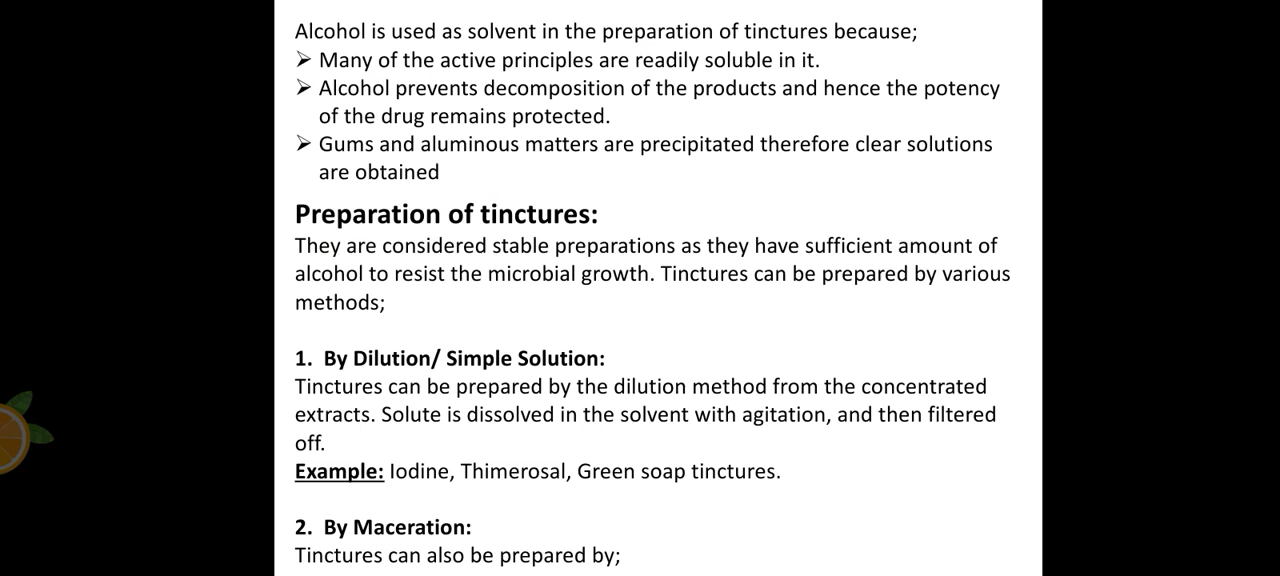 Alcohol is used as solvent in the preparation of tinctures because;
➢ Many of the active principles are readily soluble in it.
➢ Alcohol prevents decomposition of the products and hence the potency
of the drug remains protected.
➢ Gums and aluminous matters are precipitated therefore clear solutions
are obtained
Preparation of tinctures:
They are considered stable preparations as they have sufficient amount of
alcohol to resist the microbial growth. Tinctures can be prepared by various
methods;
1. By Dilution/ Simple Solution:
Tinctures can be prepared by the dilution method from the concentrated
extracts. Solute is dissolved in the solvent with agitation, and then filtered
off.
Example: Iodine, Thimerosal, Green soap tinctures.
2. By Maceration:
Tinctures can also be prepared by;